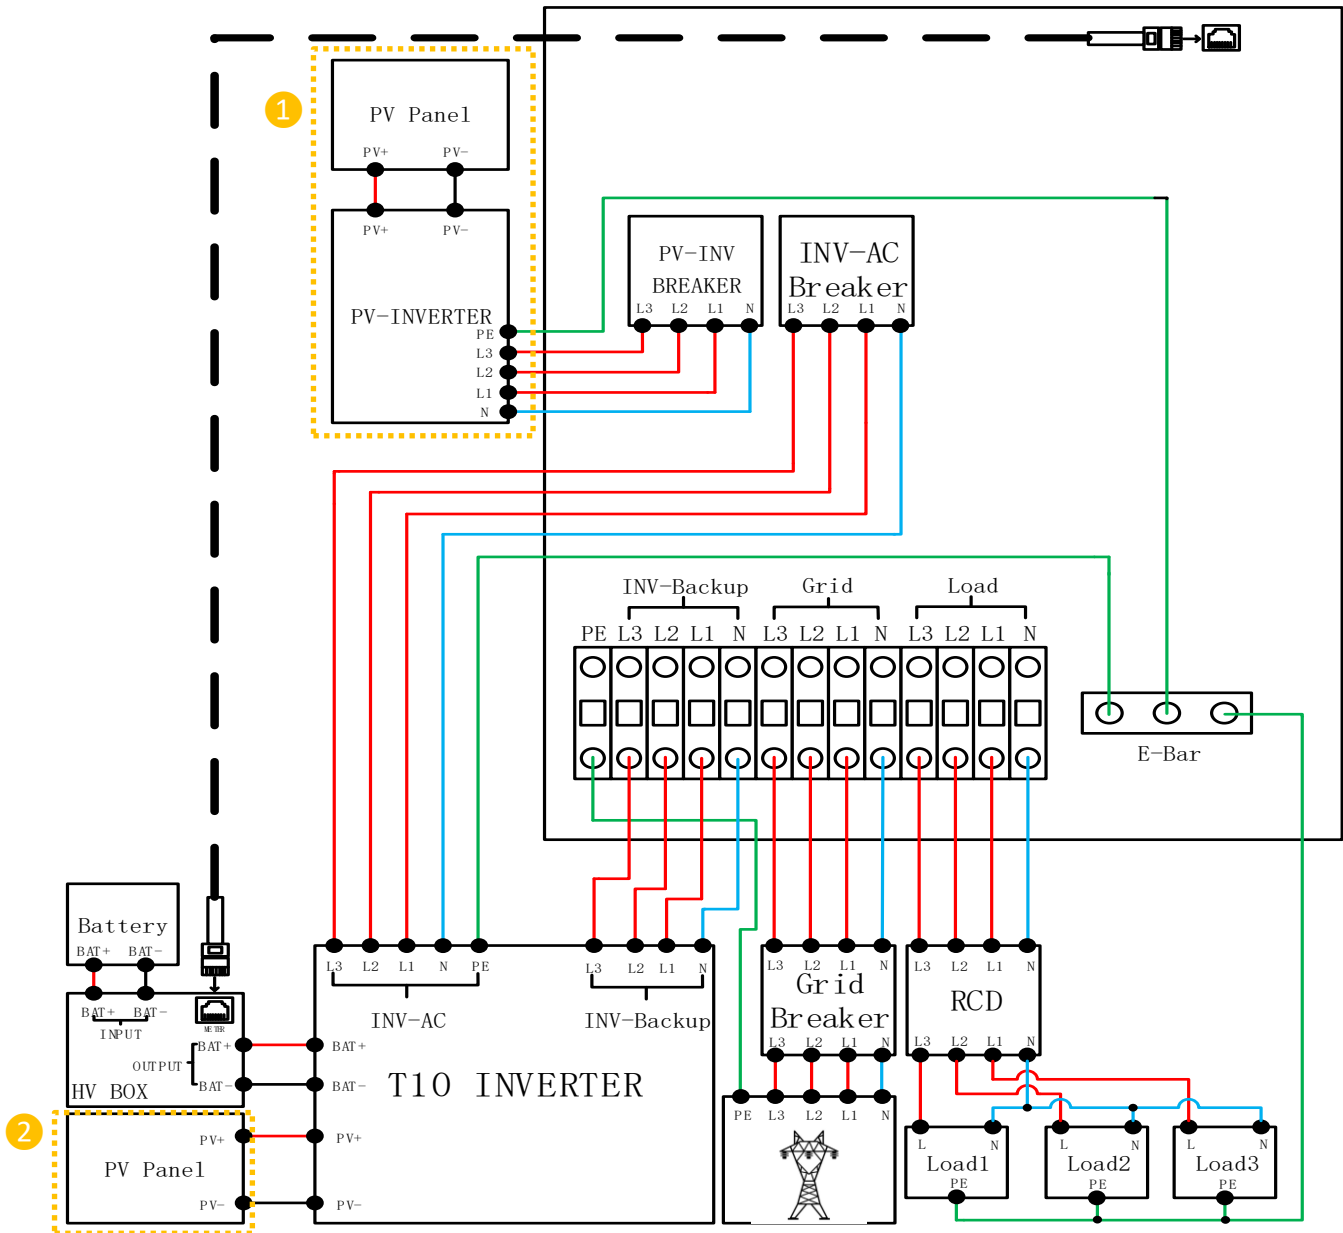 1
PV Panel
PV+ PV-
PV+ PV-
PV-INVERTER
PE
L3
L2
L1
N
PV-INV
BREAKER
L3 L2 L1 N
INV-AC
Breaker
L3 L2 L1 N
INV-Backup Grid Load
PE L3 L2 L1 N L3 L2 L1 N L3 L2 L1 N
E-Bar
Battery
BAT+ BAT-
BAT+ BAT-
INPUT
METER
BAT+
OUTPUT
BAT-
HV BOX
2
PV+
PV Panel
PV-
L3 L2 L1 N PE
INV-AC
L3 L2 L1 N
INV-Backup
BAT+
BAT-
T10 INVERTER
PV+
PV-
L3 L2 L1 N
Grid
Breaker
L3 L2 L1 N
PE L3 L2 L1 N
L3 L2 L1 N
RCD
L3 L2 L1 N
L N
Load1
PE
L N
Load2
PE
L N
Load3
PE